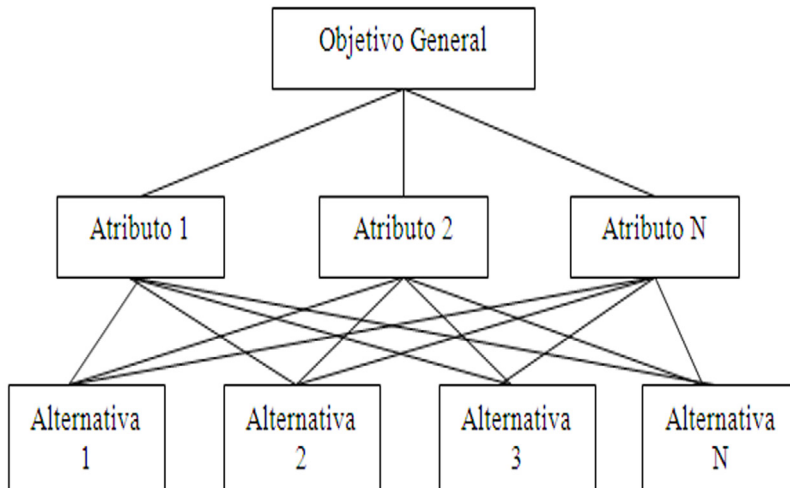 Objetivo General
Atributo 1
Atributo 2
Atributo N
Alternativa
1
Alternativa
2
Alternativa
3
Alternativa
N